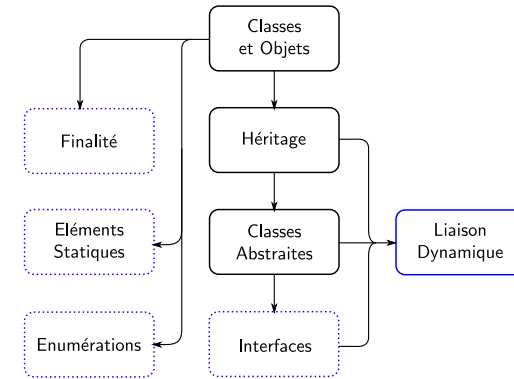 Classes
et Objets
Finalité
Héritage
Eléments
Statiques
Classes
Abstraites
Liaison
Dynamique
Enumérations
Interfaces